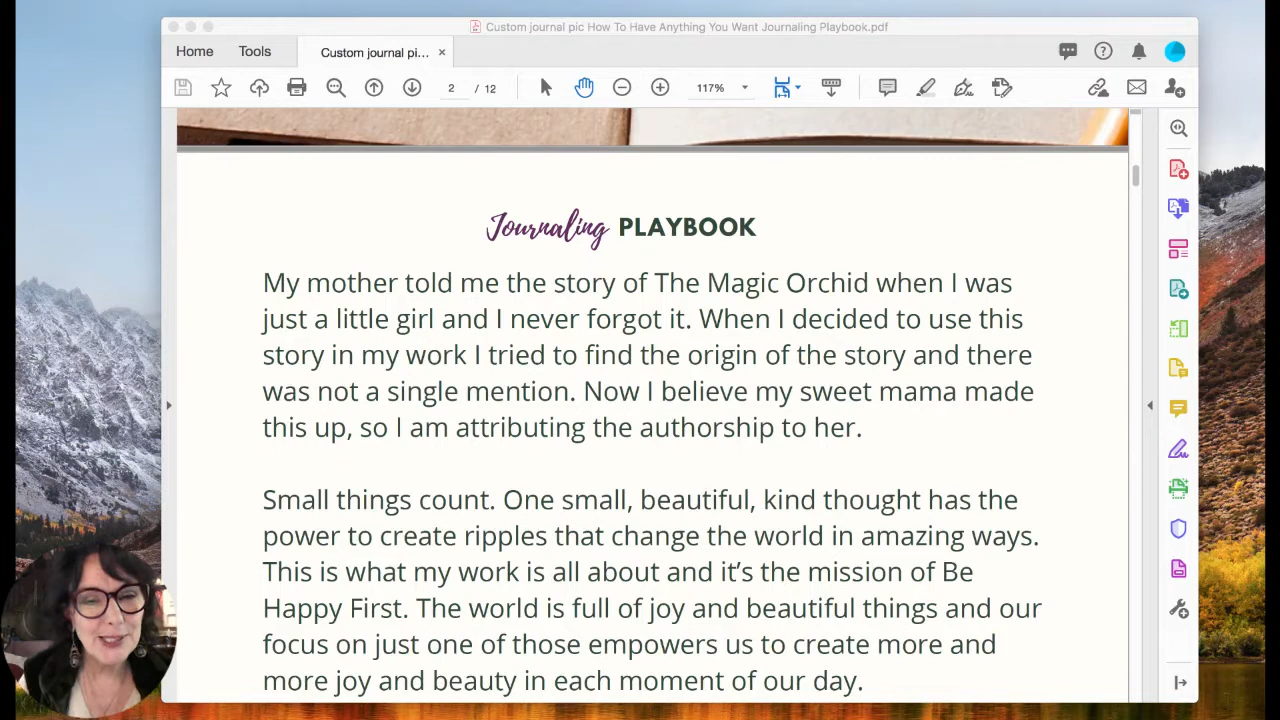 Custom journal pic How To Have Anything You Want Journaling Playbook.pdf
Home Tools Custom journal pi... ×
2 / 12 117%
Journaling PLAYBOOK
My mother told me the story of The Magic Orchid when I was
just a little girl and I never forgot it. When I decided to use this
story in my work I tried to find the origin of the story and there
was not a single mention. Now I believe my sweet mama made
this up, so I am attributing the authorship to her.
Small things count. One small, beautiful, kind thought has the
power to create ripples that change the world in amazing ways.
This is what my work is all about and it’s the mission of Be
Happy First. The world is full of joy and beautiful things and our
focus on just one of those empowers us to create more and
more joy and beauty in each moment of our day.